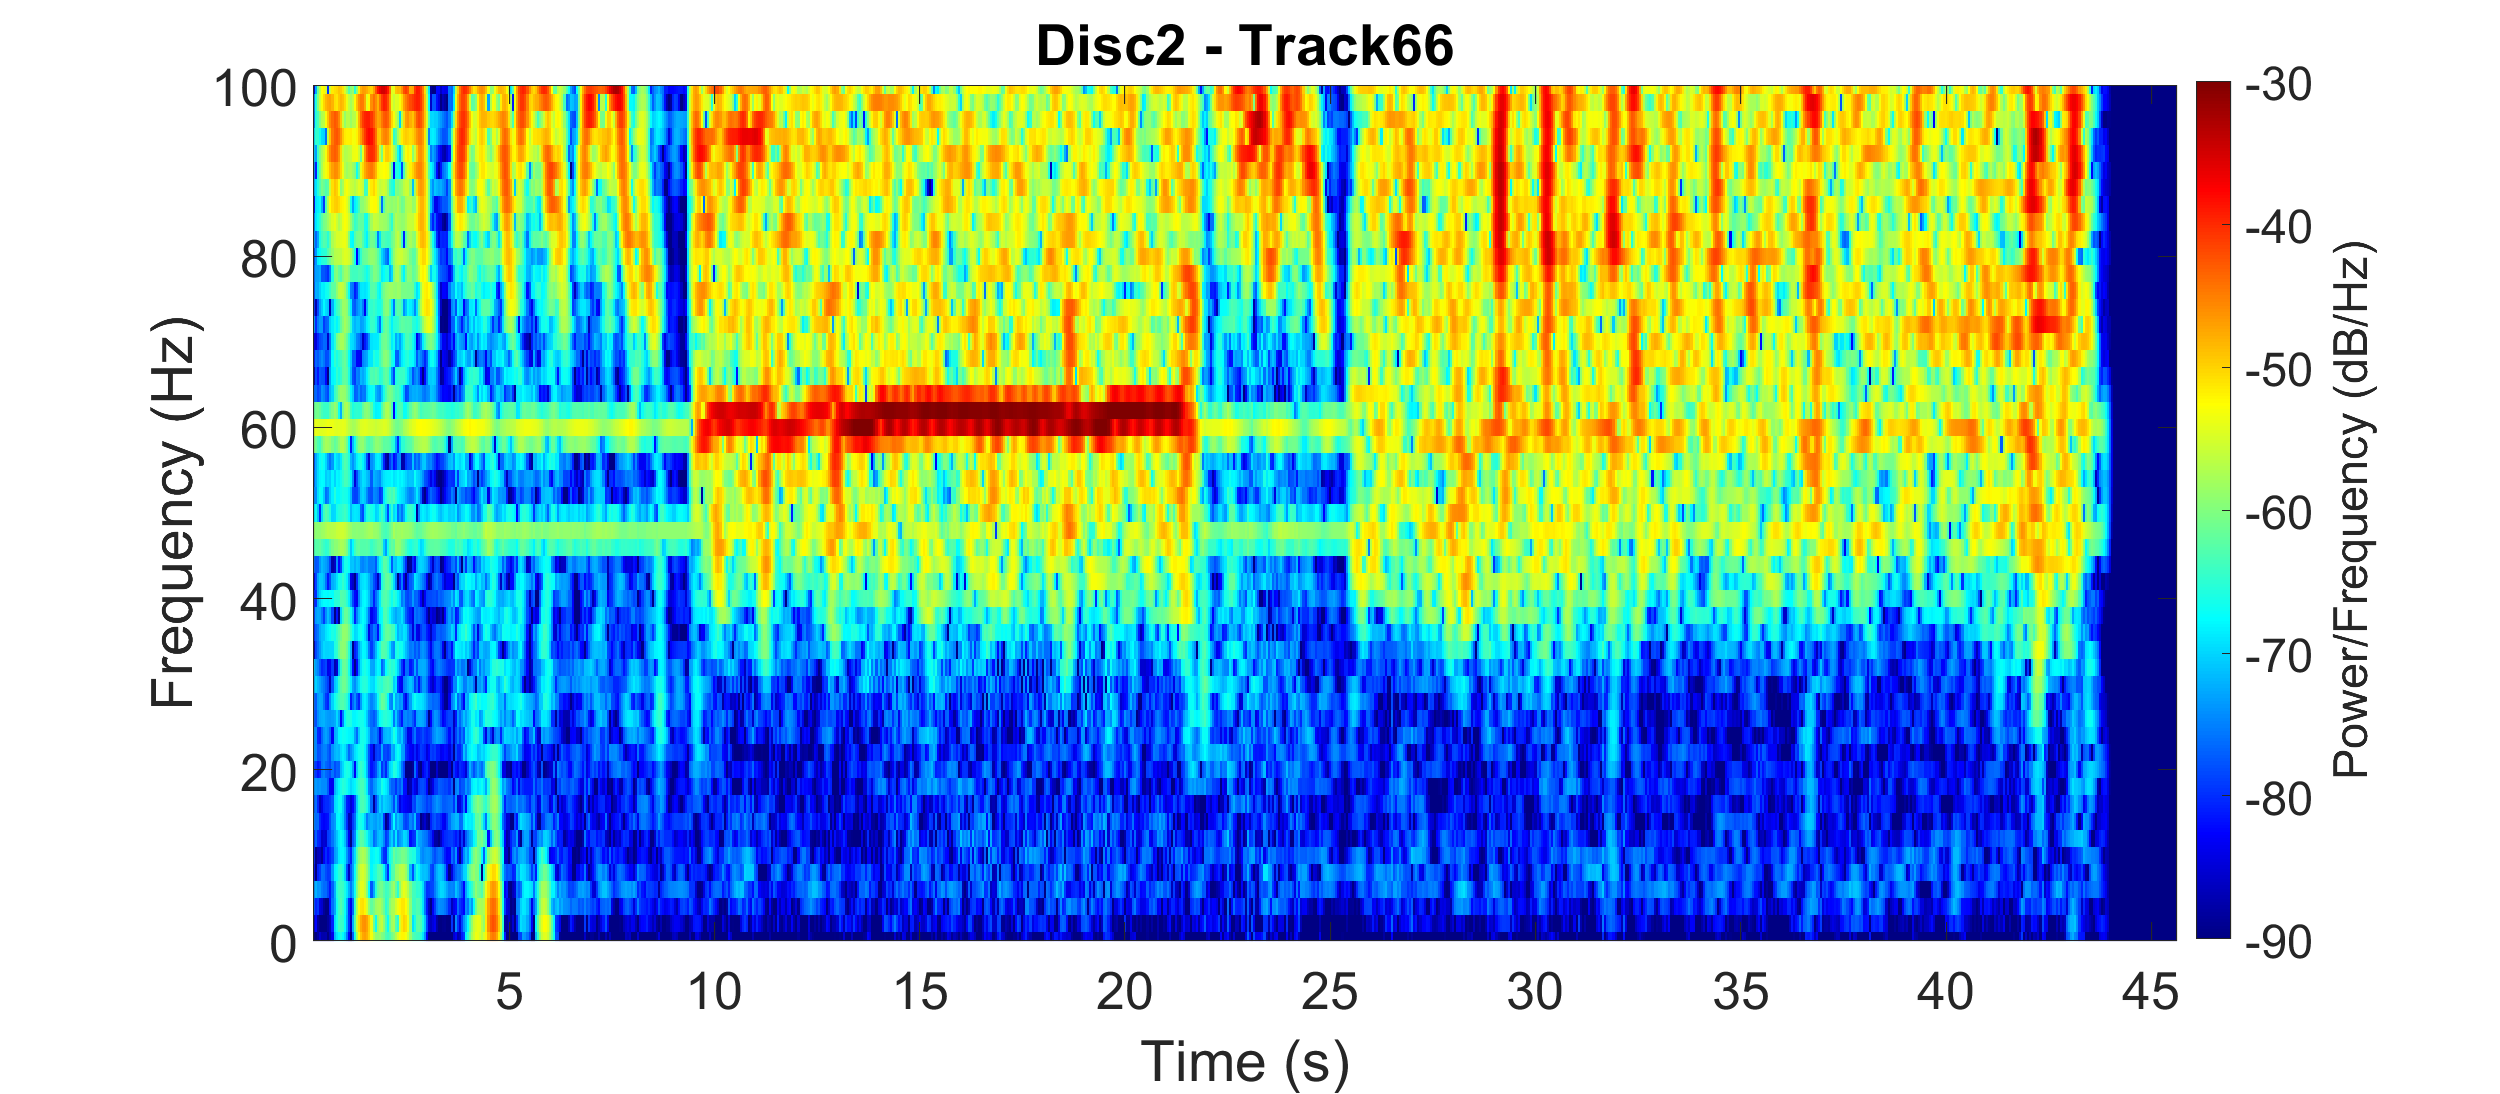 Disc2 - Track66
100
80
60
40
20
0
Frequency (Hz)
5 10 15 20 25 30 35 40 45
Time (s)
-30
-40
-50
-60
-70
-80
-90
Power/Frequency (dB/Hz)